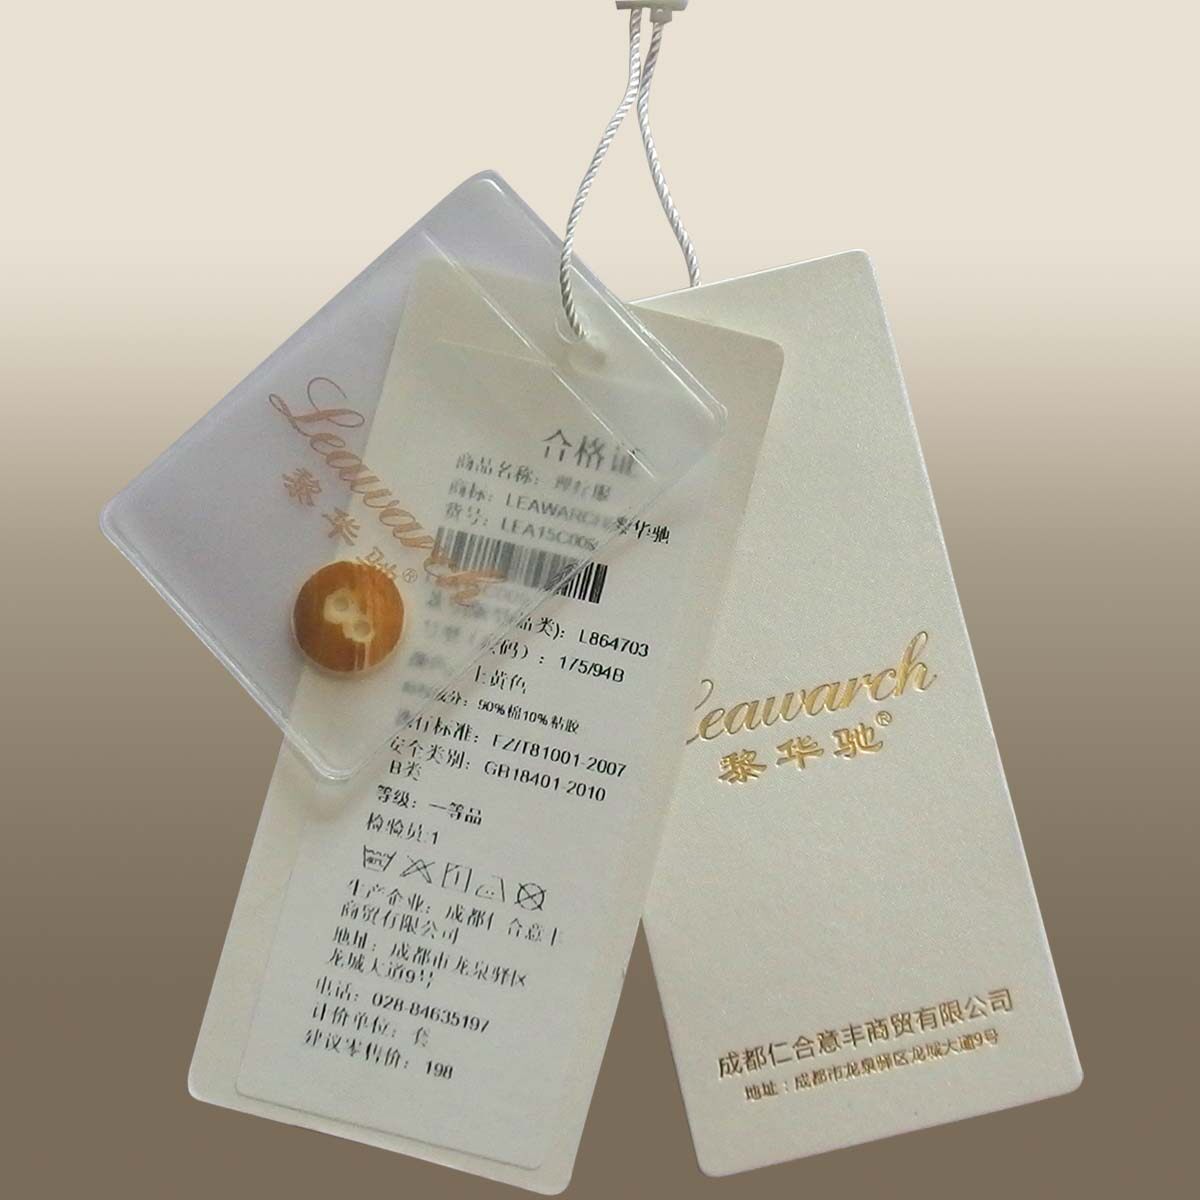 Leawarch
黎华驰®
合格证
商品名称:
商标: LEAWARCH黎华驰
货号: LEA15C009
品类): L864703
码): 175/94B
土黄色
成分: 90%棉10%粘胶
执行标准: FZ/T81001-2007
安全类别: GB18401-2010
B类
等级: 一等品
检验员:1
生产企业: 成都仁合意丰
商贸有限公司
地址: 成都市龙泉驿区
龙城大道9号
电话: 028-84635197
计价单位: 套
建议零售价: 198
Leawarch
黎华驰®
成都仁合意丰商贸有限公司
地址:成都市龙泉驿区龙城大道9号